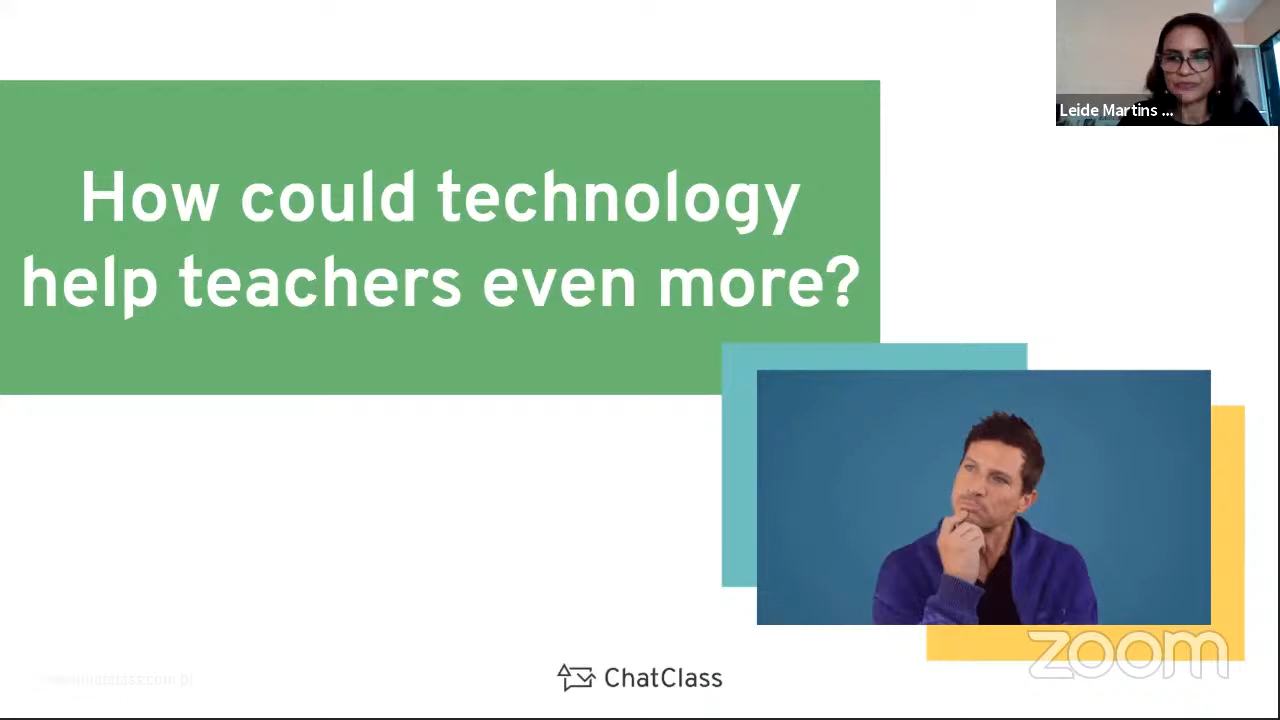 Leide Martins ...
How could technology
help teachers even more?
zoom
ChatClass